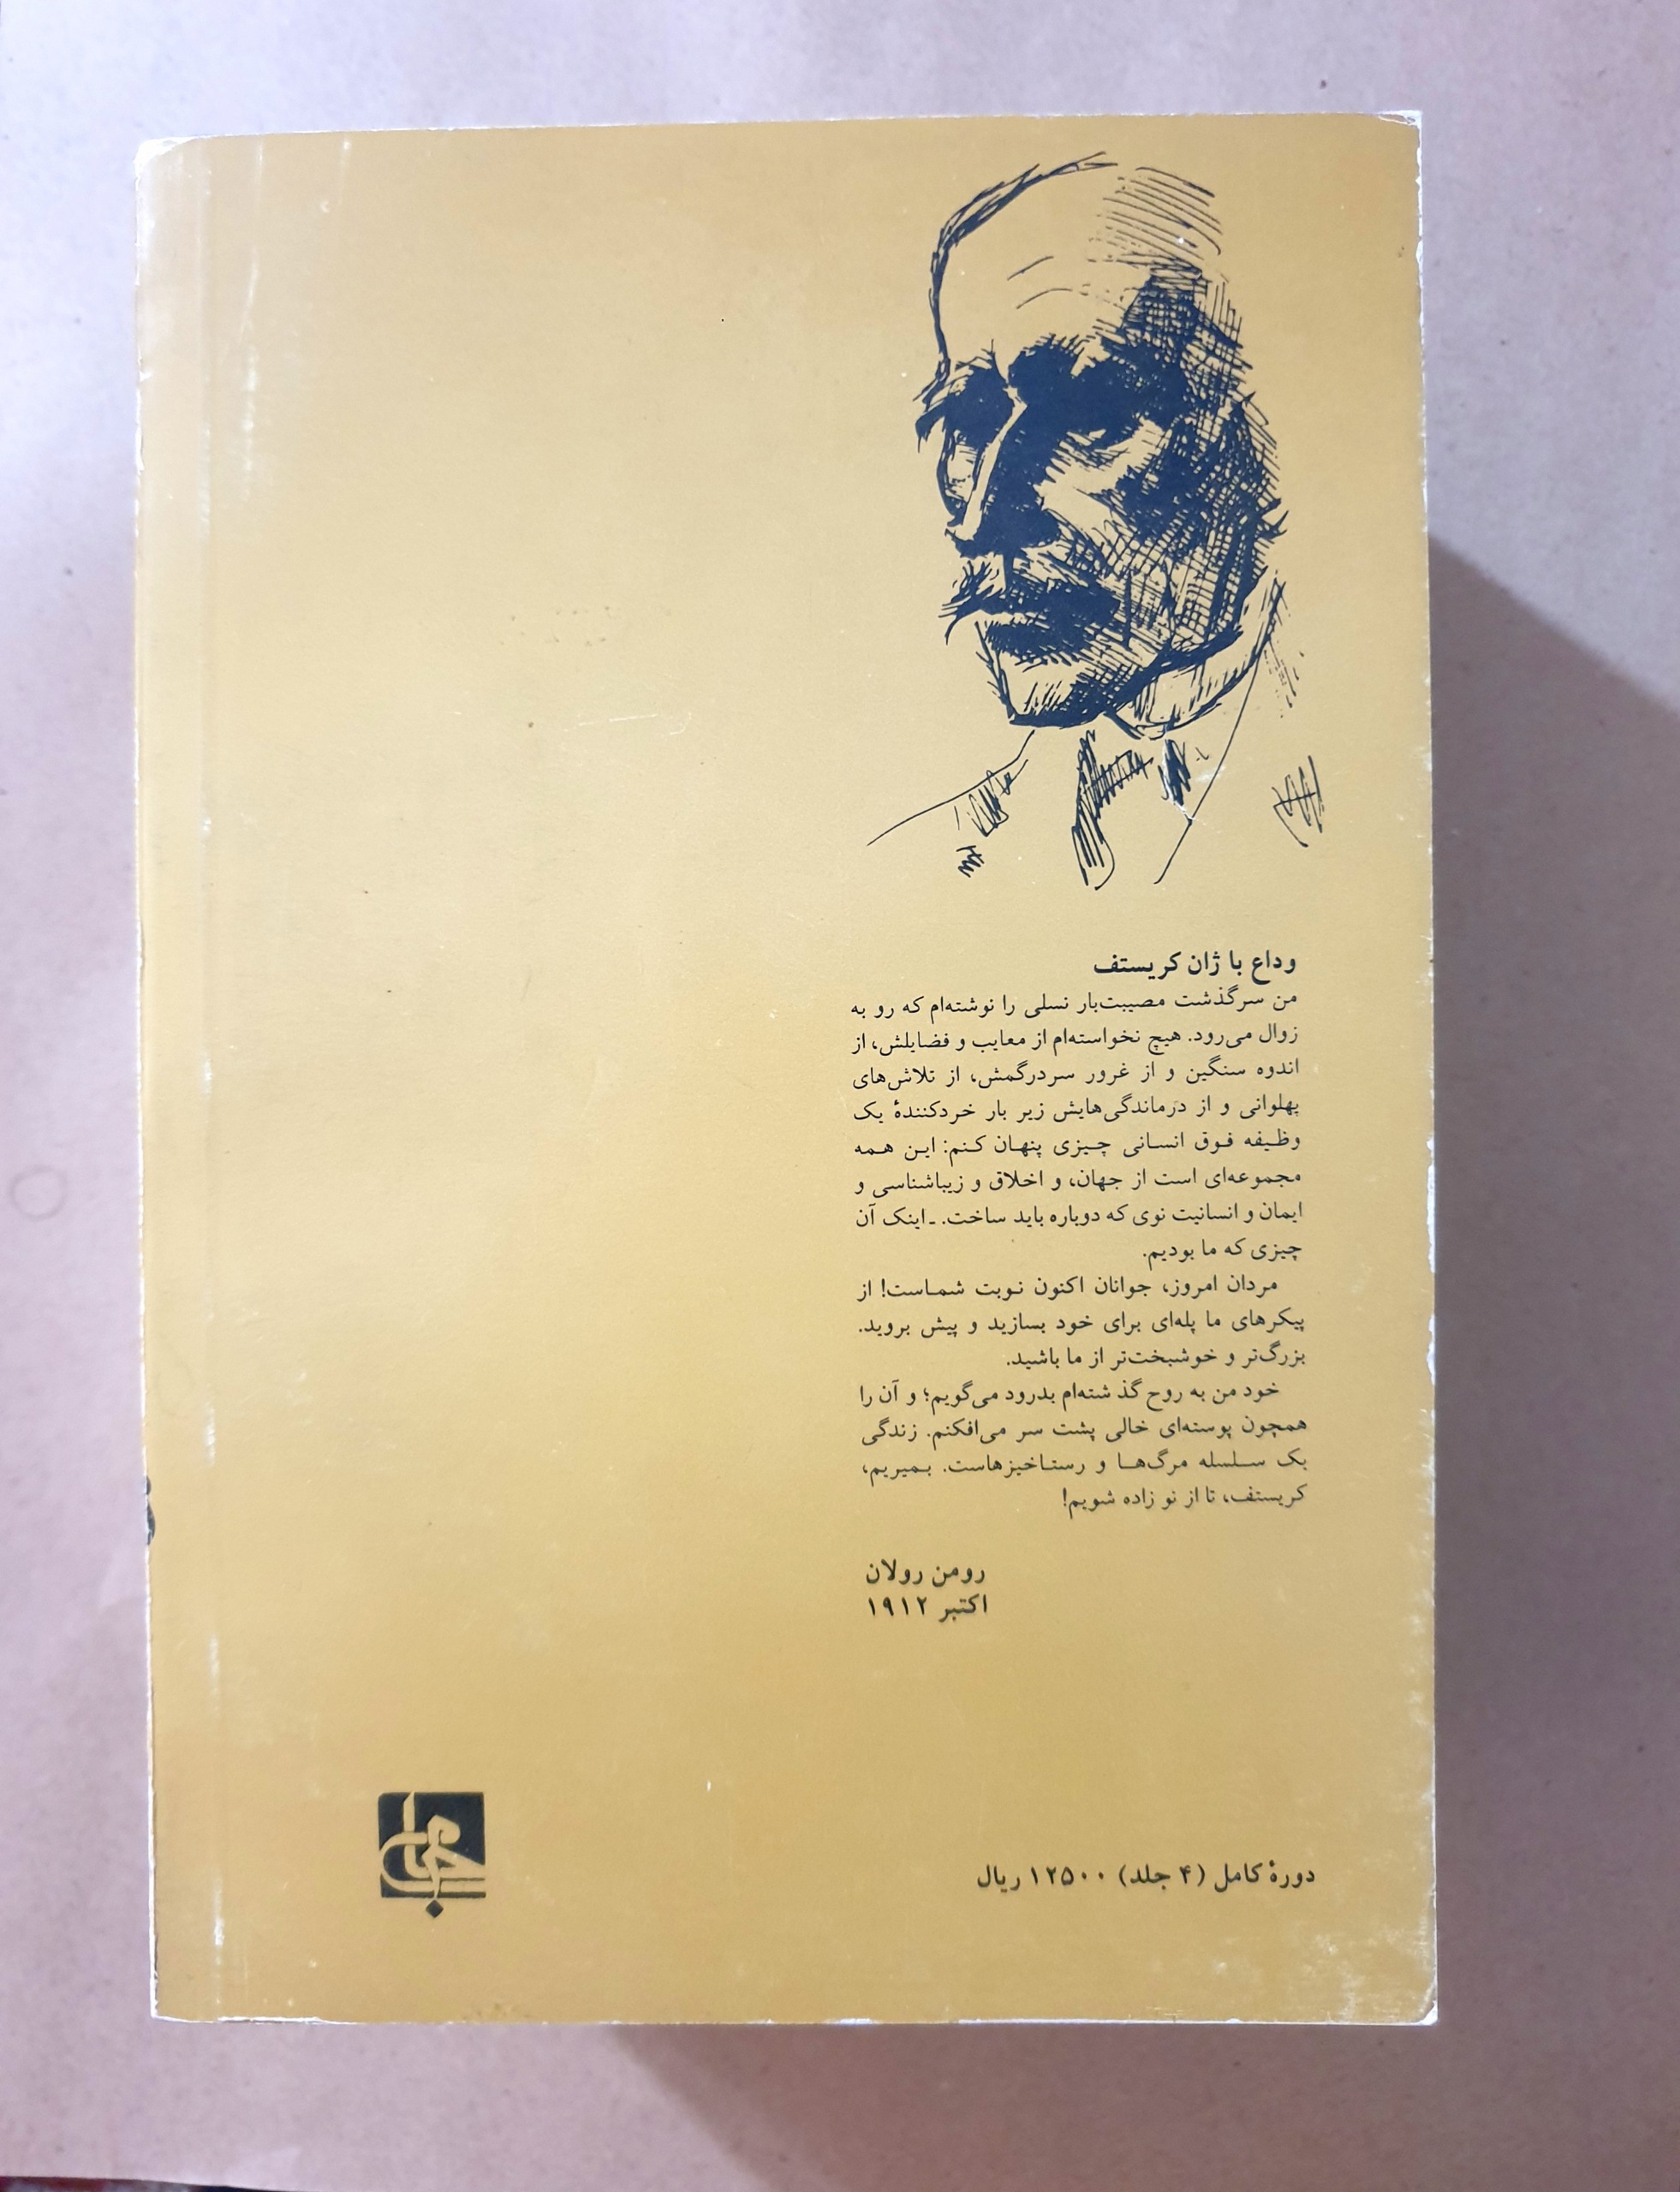 وداع با ژان کریستف
من سرگذشت مصیبت‌بار نسلی را نوشته‌ام که رو به
زوال می‌رود. هیچ نخواسته‌ام از معایب و فضایلش، از
اندوه سنگین و از غرور سردرگمش، از تلاش‌های
پهلوانی و از درماندگی‌هایش زیر بار خردکنندهٔ یک
وظیفه فوق انسانی چیزی پنهان کنم: این همه
مجموعه‌ای است از جهان، و اخلاق و زیباشناسی و
ایمان و انسانیت نوی که دوباره باید ساخت. ـ اینک آن
چیزی که ما بودیم.
مردان امروز، جوانان اکنون نوبت شماست! از
پیکرهای ما پله‌ای برای خود بسازید و پیش بروید.
بزرگ‌تر و خوشبخت‌تر از ما باشید.
خود من به روح گذشته‌ام بدرود می‌گویم؛ و آن را
همچون پوسته‌ای خالی پشت سر می‌افکنم. زندگی
یک سلسله مرگ‌ها و رستاخیزهاست. بمیریم،
کریستف، تا از نو زاده شویم!
رومن رولان
اکتبر ۱۹۱۲
دورهٔ کامل (۴ جلد) ۱۲۵۰۰ ریال
جامی